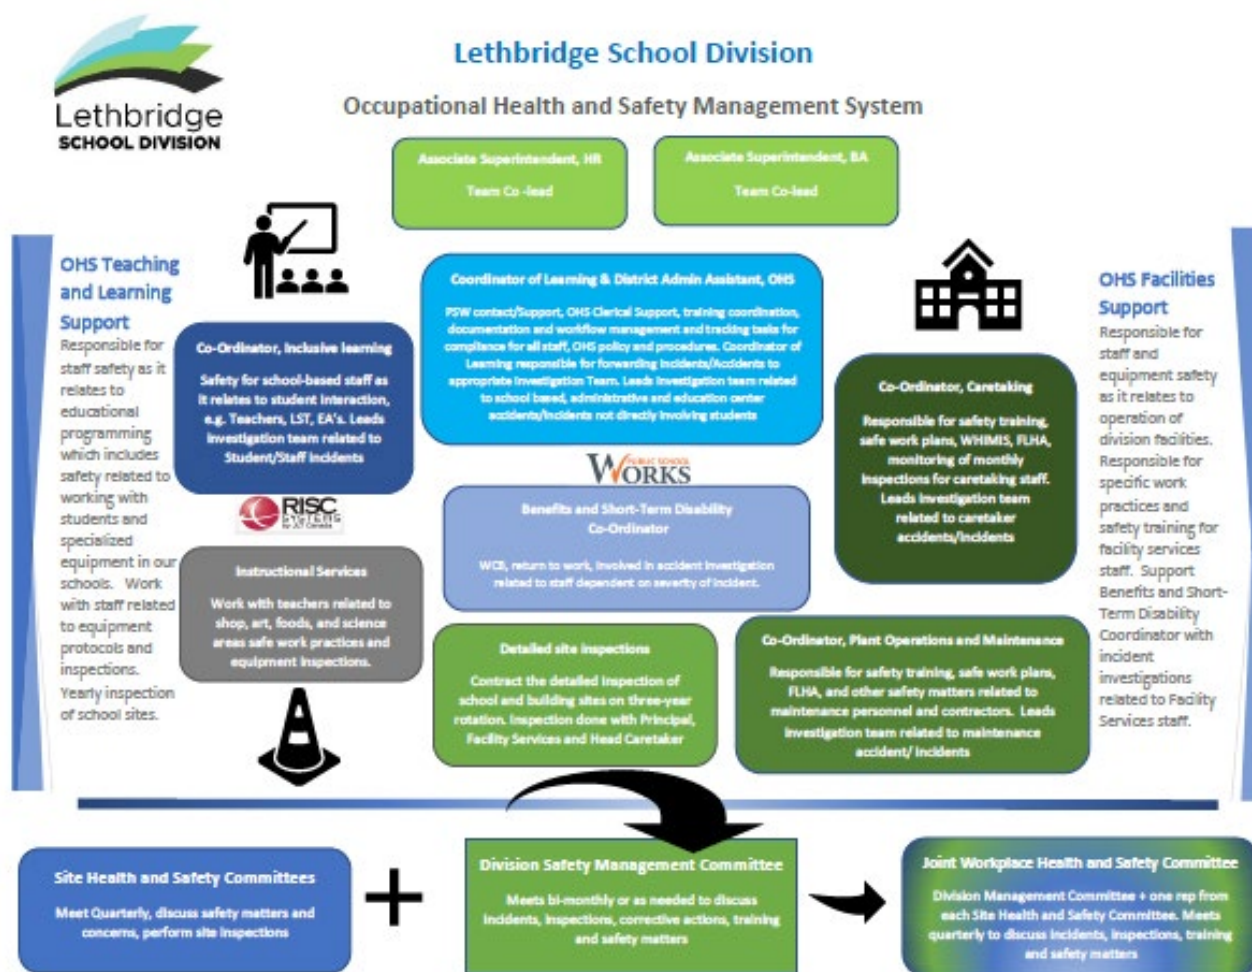 Lethbridge
SCHOOL DIVISION
Lethbridge School Division
Occupational Health and Safety Management System
Associate Superintendent, HR
Team Co -lead
Associate Superintendent, BA
Team Co-lead
OHS Teaching
and Learning
Support
Responsible for
staff safety as it
relates to
educational
programming
which includes
safety related to
working with
students and
specialized
equipment in our
schools. Work
with staff related
to equipment
protocols and
inspections.
Yearly inspection
of school sites.
Co-Ordinator, Inclusive learning
Safety for school-based staff as
it relates to student interaction,
e.g. Teachers, LST, EA's. Leads
investigation team related to
Student/Staff incidents
RISC
SYSTEMS
Instructional Services
Work with teachers related to
shop, art, foods, and science
areas safe work practices and
equipment inspections.
Coordinator of Learning & District Admin Assistant, OHS
PSW contact/Support, OHS Clerical Support, training coordination,
documentation and workflow management and tracking tasks for
compliance for all staff, OHS policy and procedures. Coordinator of
Learning responsible for forwarding Incidents/Accidents to
appropriate Investigation Team. Leads investigation team related
to school based, administrative and education center
accidents/incidents not directly involving students
PUBLIC SCHOOL
WORKS
Benefits and Short-Term Disability
Co-Ordinator
WCB, return to work, involved in accident investigation
related to staff dependent on severity of incident.
Detailed site inspections
Contract the detailed inspection of
school and building sites on three-year
rotation. Inspection done with Principal,
Facility Services and Head Caretaker
Co-Ordinator, Caretaking
Responsible for safety training,
safe work plans, WHIMIS, FLHA,
monitoring of monthly
inspections for caretaking staff.
Leads investigation team
related to caretaker
accidents/incidents
Co-Ordinator, Plant Operations and Maintenance
Responsible for safety training, safe work plans,
FLHA, and other safety matters related to
maintenance personnel and contractors. Leads
investigation team related to maintenance
accident/ incidents
OHS Facilities
Support
Responsible for
staff and
equipment safety
as it relates to
operation of
division facilities.
Responsible for
specific work
practices and
safety training for
facility services
staff. Support
Benefits and Short-
Term Disability
Coordinator with
incident
investigations
related to Facility
Services staff.
Site Health and Safety Committees
Meet Quarterly, discuss safety matters and
concerns, perform site inspections
Division Safety Management Committee
Meets bi-monthly or as needed to discuss
incidents, inspections, corrective actions, training
and safety matters
Joint Workplace Health and Safety Committee
Division Management Committee + one rep from
each Site Health and Safety Committee. Meets
quarterly to discuss incidents, inspections, training
and safety matters